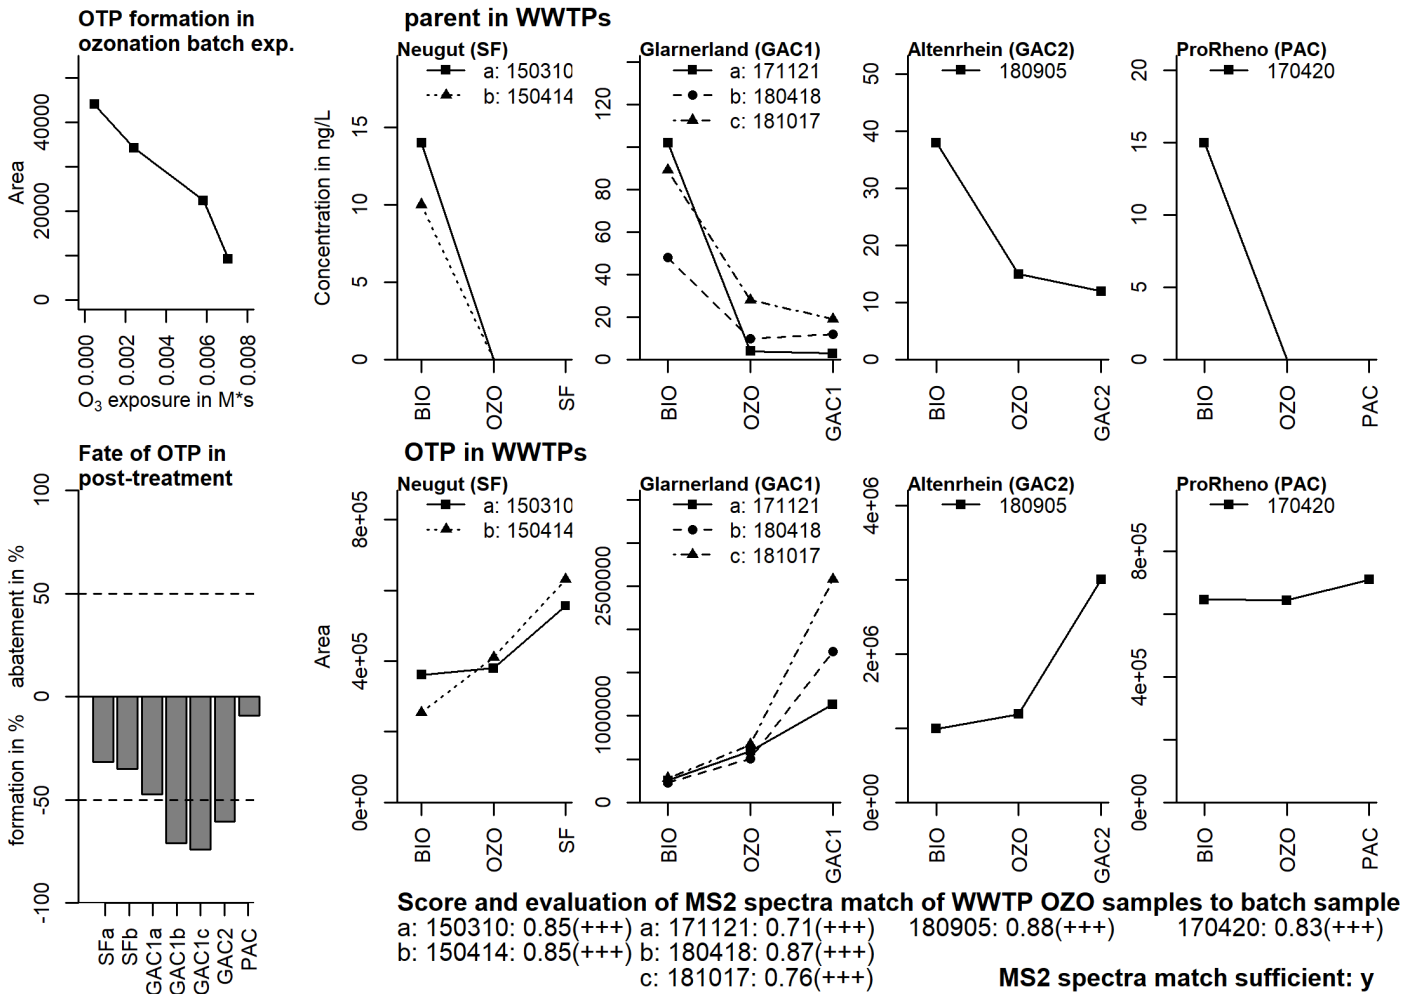 OTP formation in
ozonation batch exp.
Area
0
20000
40000
0.000
0.002
0.004
0.006
0.008
O3 exposure in M*s
parent in WWTPs
Concentration in ng/L
Neugut (SF)
a: 150310
b: 150414
0
5
10
15
BIO
OZO
SF
Glarnerland (GAC1)
a: 171121
b: 180418
c: 181017
0
20
40
60
80
120
BIO
OZO
GAC1
Altenrhein (GAC2)
180905
0
10
20
30
40
50
BIO
OZO
GAC2
ProRheno (PAC)
170420
0
5
10
15
20
BIO
OZO
PAC
Fate of OTP in
post-treatment
formation in %
abatement in %
-100
-50
0
50
100
SFa
SFb
GAC1a
GAC1b
GAC1c
GAC2
PAC
OTP in WWTPs
Area
Neugut (SF)
a: 150310
b: 150414
0e+00
4e+05
8e+05
BIO
OZO
SF
Glarnerland (GAC1)
a: 171121
b: 180418
c: 181017
0
1000000
2500000
BIO
OZO
GAC1
Altenrhein (GAC2)
180905
0e+00
2e+06
4e+06
BIO
OZO
GAC2
ProRheno (PAC)
170420
0e+00
4e+05
8e+05
BIO
OZO
PAC
Score and evaluation of MS2 spectra match of WWTP OZO samples to batch sample
a: 150310: 0.85(+++) a: 171121: 0.71(+++) 180905: 0.88(+++) 170420: 0.83(+++)
b: 150414: 0.85(+++) b: 180418: 0.87(+++)
c: 181017: 0.76(+++)
MS2 spectra match sufficient: y